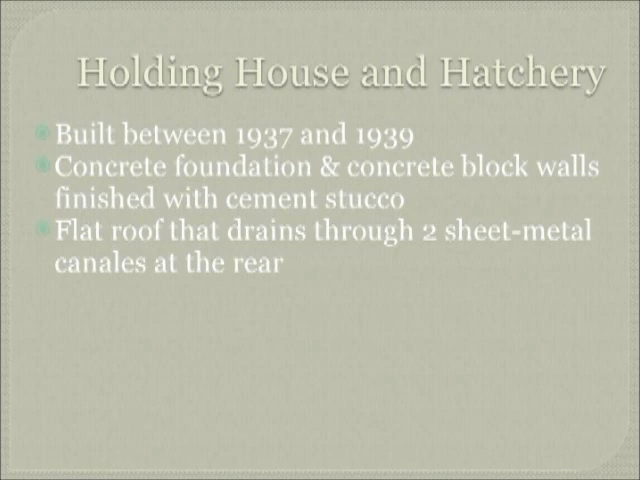 Holding House and Hatchery
Built between 1937 and 1939
Concrete foundation & concrete block walls
finished with cement stucco
Flat roof that drains through 2 sheet-metal
canales at the rear